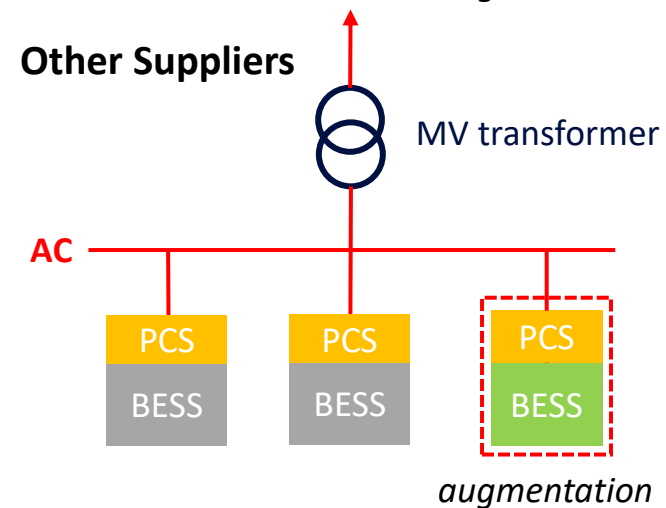 Other Suppliers
MV transformer
AC
PCS PCS PCS
BESS BESS BESS
augmentation